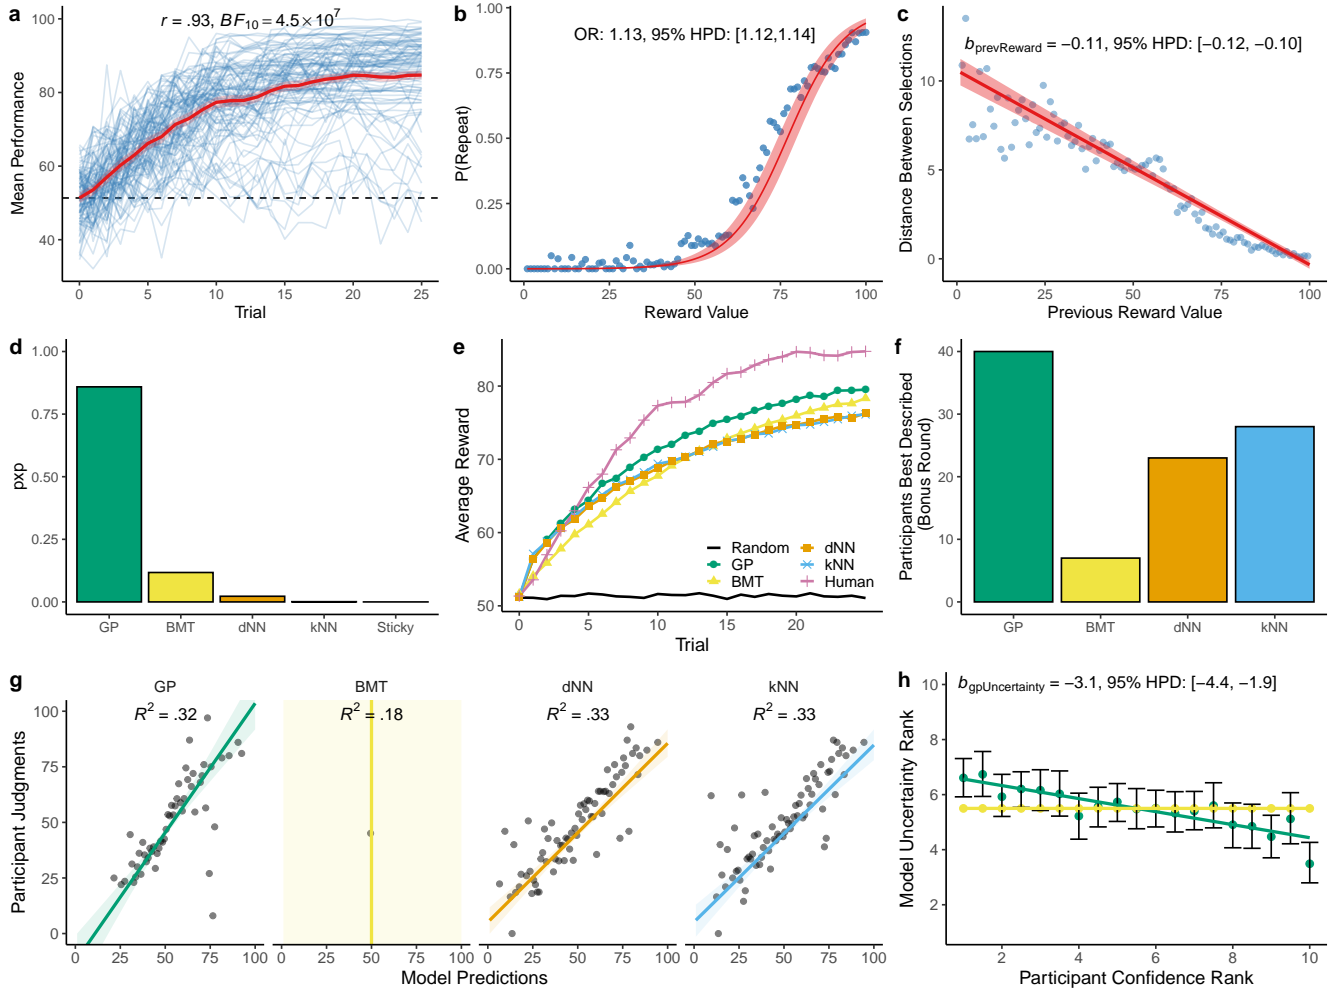 a
r = .93, BF₁₀ = 4.5×10⁷
Mean Performance
100
80
60
40
0 5 10 15 20 25
Trial
b
OR: 1.13, 95% HPD: [1.12,1.14]
P(Repeat)
1.00
0.75
0.50
0.25
0.00
0 25 50 75 100
Reward Value
c
b_prevReward = −0.11, 95% HPD: [−0.12, −0.10]
Distance Between Selections
10
5
0
0 25 50 75 100
Previous Reward Value
d
pxp
1.00
0.75
0.50
0.25
0.00
GP BMT dNN kNN Sticky
e
Average Reward
80
70
60
50
Random
GP
BMT
dNN
kNN
Human
0 5 10 15 20
Trial
f
Participants Best Described
(Bonus Round)
40
30
20
10
0
GP BMT dNN kNN
g
Participant Judgments
100
75
50
25
0
GP
R² = .32
0 25 50 75 100
BMT
R² = .18
0 25 50 75 100
dNN
R² = .33
0 25 50 75 100
kNN
R² = .33
0 25 50 75 100
Model Predictions
h
b_gpUncertainty = −3.1, 95% HPD: [−4.4, −1.9]
Model Uncertainty Rank
10
8
6
4
2
2 4 6 8 10
Participant Confidence Rank